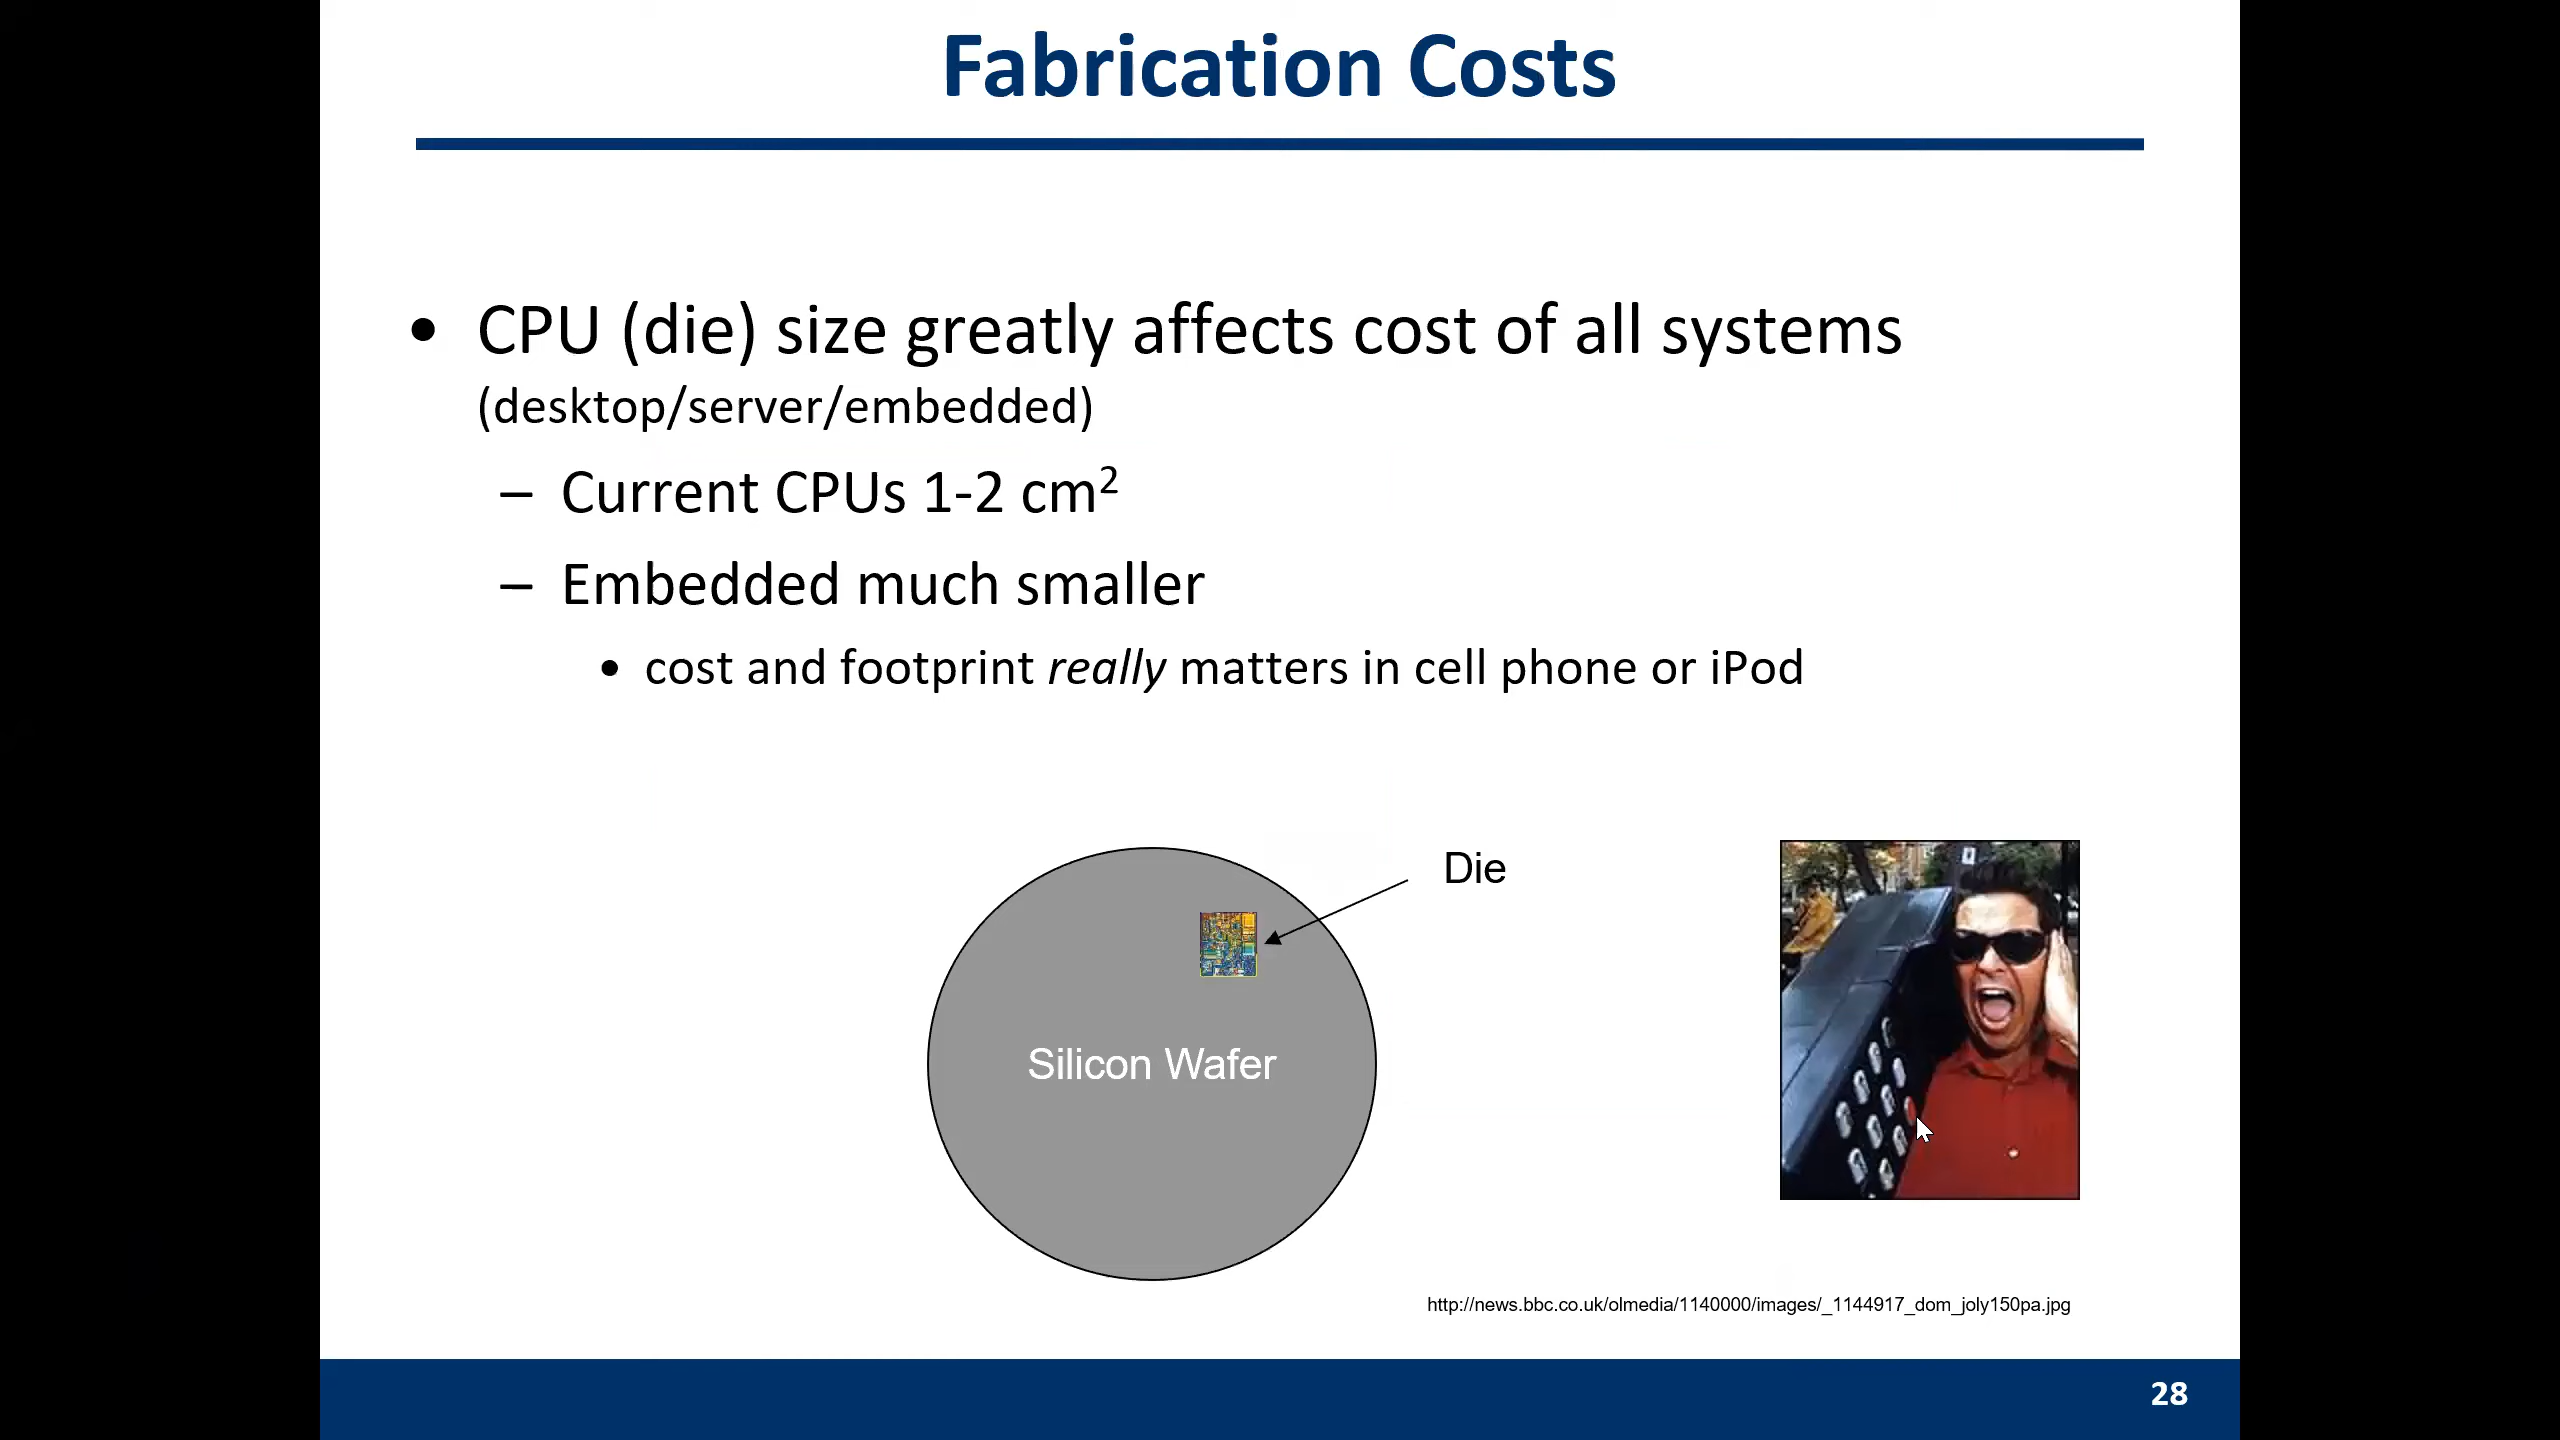 Fabrication Costs
• CPU (die) size greatly affects cost of all systems
(desktop/server/embedded)
– Current CPUs 1-2 cm²
– Embedded much smaller
• cost and footprint really matters in cell phone or iPod
Die
Silicon Wafer
http://news.bbc.co.uk/olmedia/1140000/images/_1144917_dom_joly150pa.jpg
28